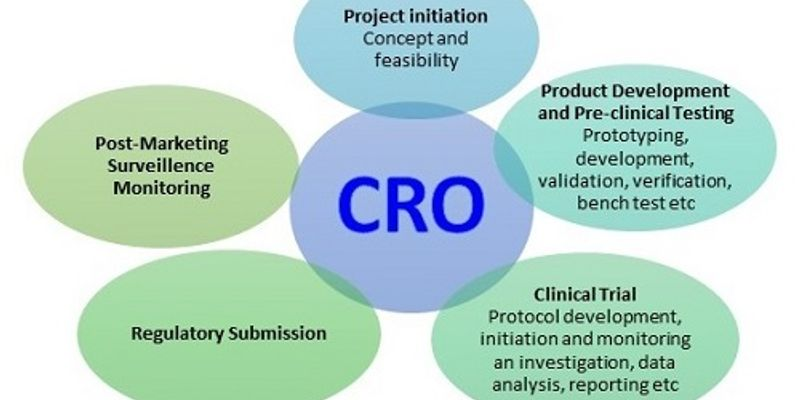 Project initiation
Concept and
feasibility
Product Development
and Pre-clinical Testing
Prototyping,
development,
validation, verification,
bench test etc
Post-Marketing
Surveillence
Monitoring
CRO
Clinical Trial
Protocol development,
initiation and monitoring
an investigation, data
analysis, reporting etc
Regulatory Submission